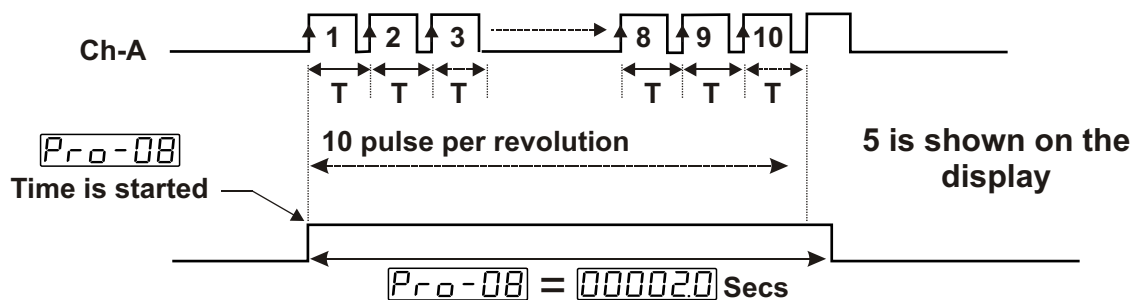 Ch-A
1 2 3 8 9 10
T T T T T T
10 pulse per revolution
Pro-08
Time is started
5 is shown on the
display
Pro-08 = 00002.0 Secs